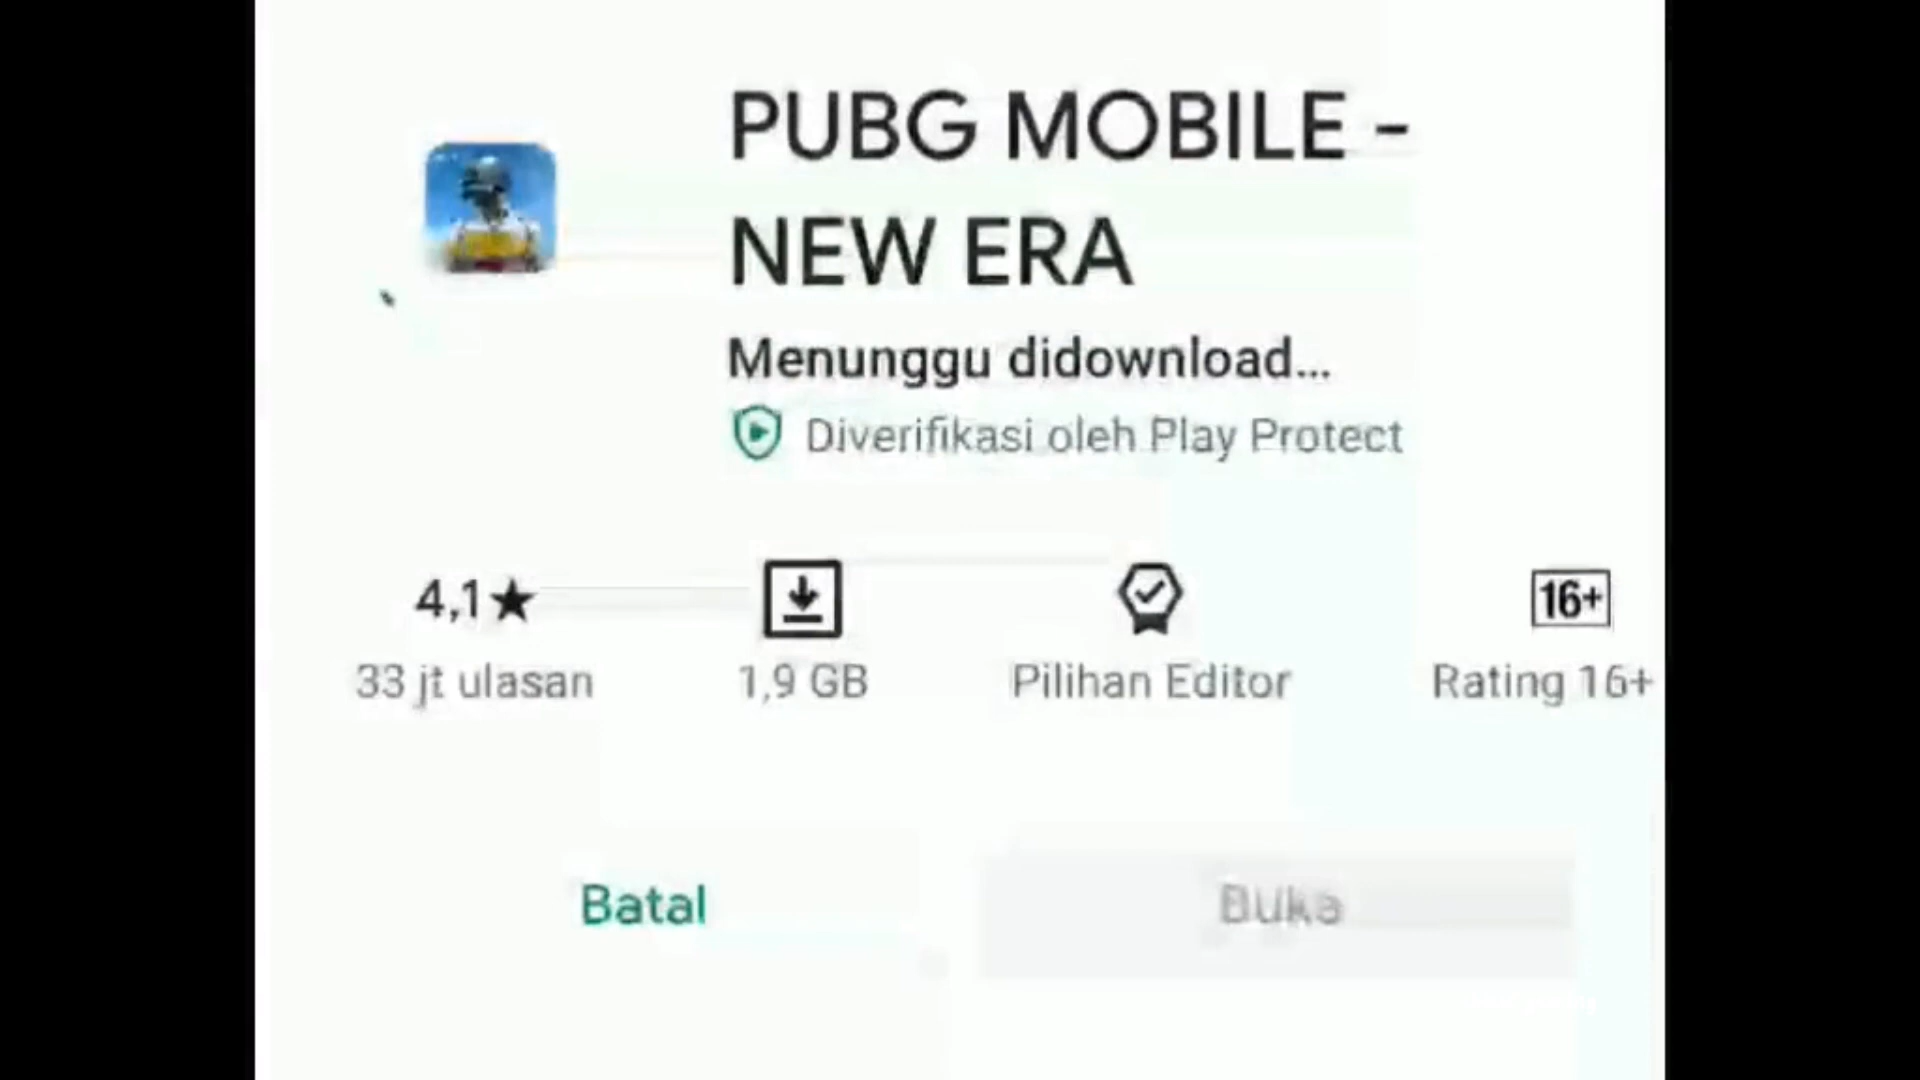 PUBG MOBILE -
NEW ERA
Menunggu didownload...
Diverifikasi oleh Play Protect
4,1★
16+
33 jt ulasan
1,9 GB
Pilihan Editor
Rating 16+
Batal
Buka